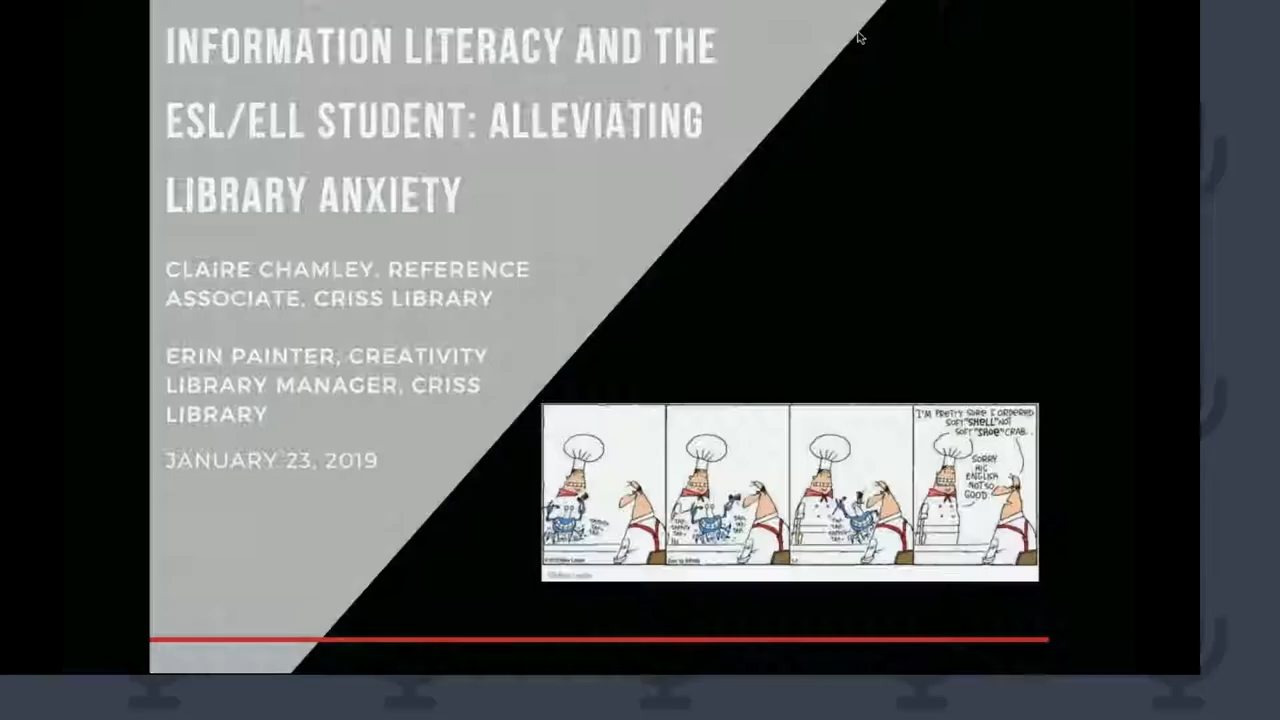 INFORMATION LITERACY AND THE
ESL/ELL STUDENT: ALLEVIATING
LIBRARY ANXIETY
CLAIRE CHAMLEY, REFERENCE
ASSOCIATE, CRISS LIBRARY
ERIN PAINTER, CREATIVITY
LIBRARY MANAGER, CRISS
LIBRARY
JANUARY 23, 2019
I'M PRETTY SURE I ORDERED
SOFT "SHELL" NOT
SOFT "SHOE" CRAB..
SORRY
HIS
ENGLISH
NOT SO
GOOD.